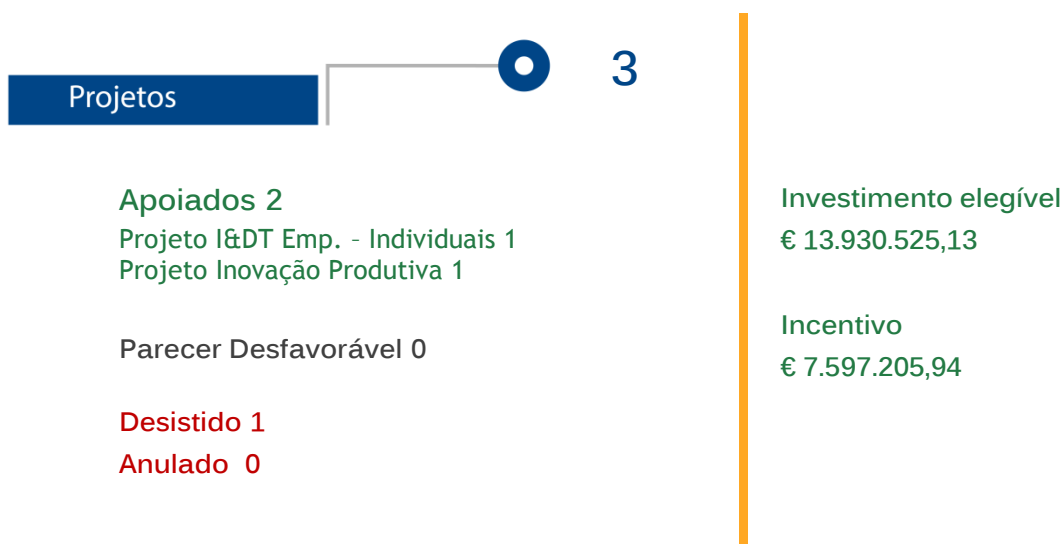 Projetos
3
Apoiados 2
Projeto I&DT Emp. – Individuais 1
Projeto Inovação Produtiva 1
Parecer Desfavorável 0
Desistido 1
Anulado 0
Investimento elegível
€ 13.930.525,13
Incentivo
€ 7.597.205,94